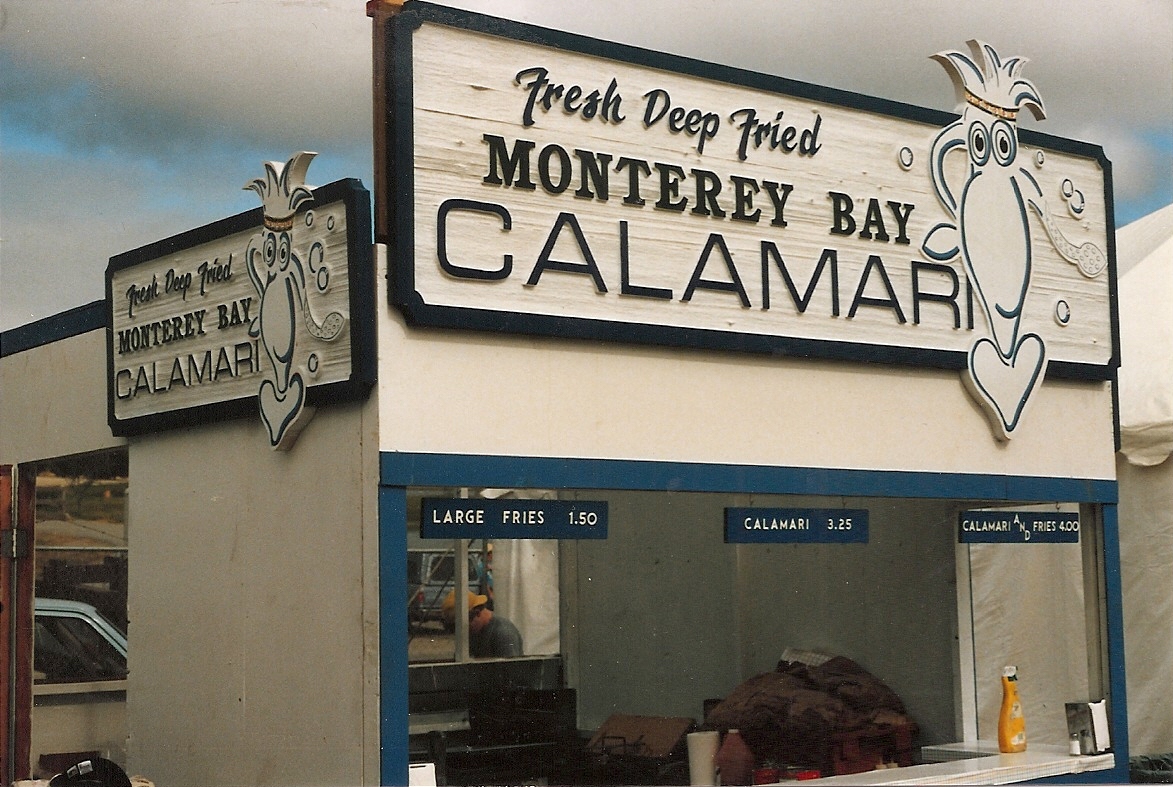 Fresh Deep Fried
MONTEREY BAY
CALAMARI
Fresh Deep Fried
MONTEREY BAY
CALAMARI
LARGE FRIES 1.50
CALAMARI 3.25
CALAMARI AND FRIES 4.00